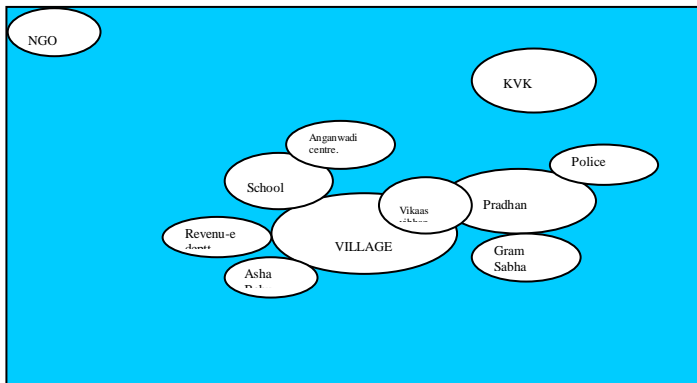 NGO
KVK
Anganwadi
centre.
Police
School
Vikaas
Pradhan
Revenu-e
VILLAGE
Gram
Sabha
Asha